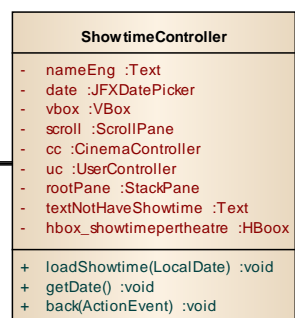 ShowtimeController
- nameEng :Text
- date :JFXDatePicker
- vbox :VBox
- scroll :ScrollPane
- cc :CinemaController
- uc :UserController
- rootPane :StackPane
- textNotHaveShowtime :Text
- hbox_showtimepertheatre :HBoox
+ loadShowtime(LocalDate) :void
+ getDate() :void
+ back(ActionEvent) :void